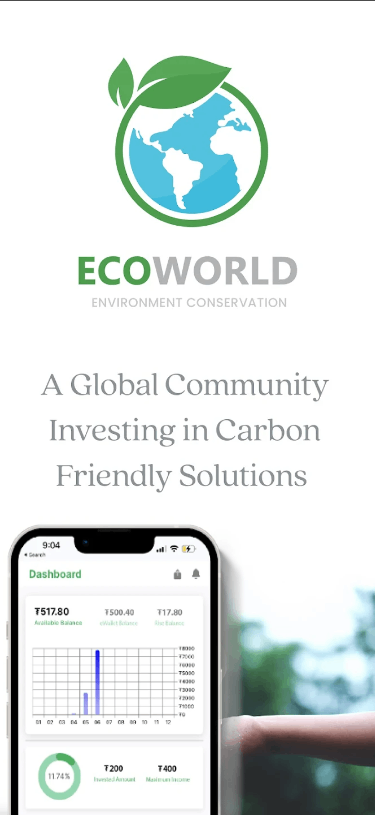 ECOWORLD
ENVIRONMENT CONSERVATION
A Global Community
Investing in Carbon
Friendly Solutions
9:04
Search
Dashboard
₮517.80 ₮500.40 ₮17.80
Available Balance eWallet Balance Balance
₮8000
₮7000
₮6000
₮5000
₮3000
₮2000
₮1000
₮0
01 02 03 04 05 06 07 08 09 10 11 12
11.74%
₮200 ₮400
Invested Amount Maximum Income